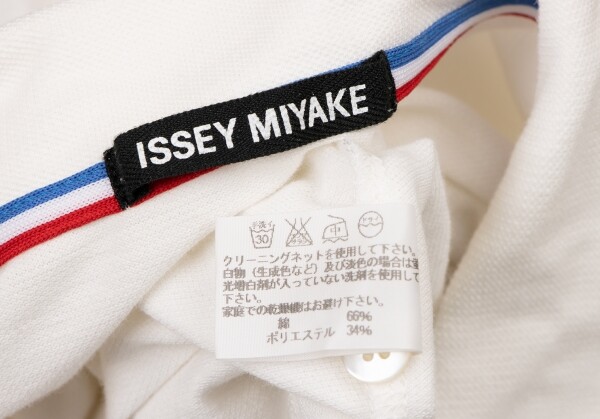 ISSEY MIYAKE
手洗イ
30
中
クリーニングネットを使用して下さい。
白物（生成色など）及び淡色の場合は
光増白剤が入っていない洗剤を使用して
下さい。
家庭での乾燥機はお避け下さい。
綿 66%
ポリエステル 34%